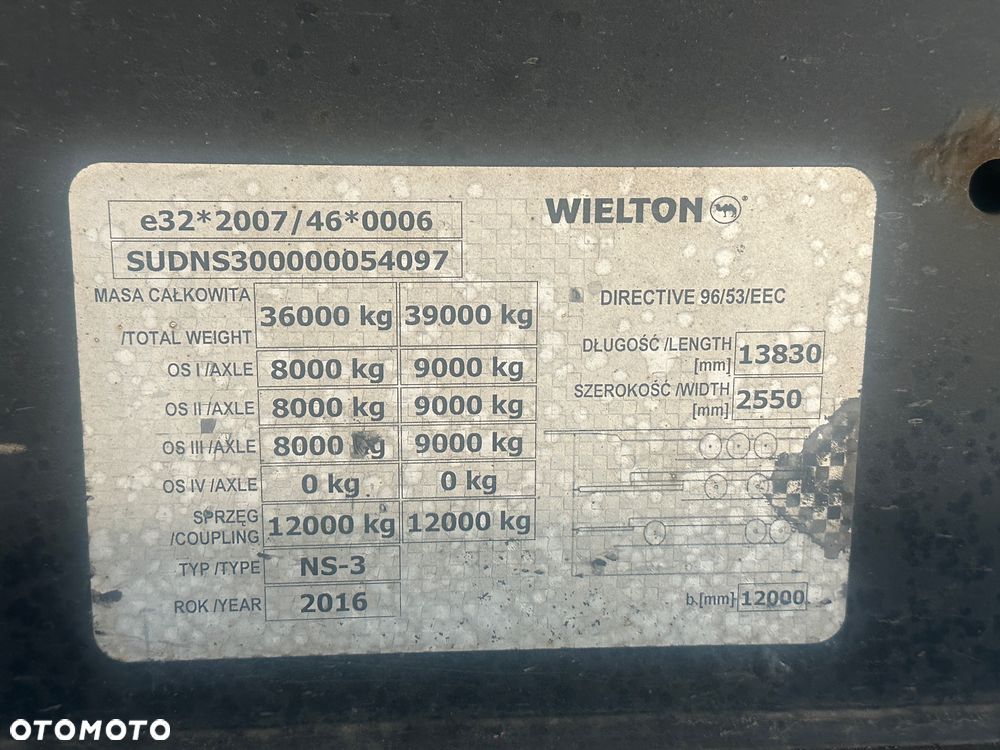 e32*2007/46*0006
SUDNS300000054097
WIELTON®
MASA CAŁKOWITA
/TOTAL WEIGHT 36000 kg 39000 kg
OS I /AXLE 8000 kg 9000 kg
OS II /AXLE 8000 kg 9000 kg
OS III /AXLE 8000 kg 9000 kg
OS IV /AXLE 0 kg 0 kg
SPRZĘG
/COUPLING 12000 kg 12000 kg
TYP /TYPE NS-3
ROK /YEAR 2016
DIRECTIVE 96/53/EEC
DŁUGOŚĆ /LENGTH
[mm] 13830
SZEROKOŚĆ /WIDTH
[mm] 2550
b.[mm] 12000
OTOMOTO